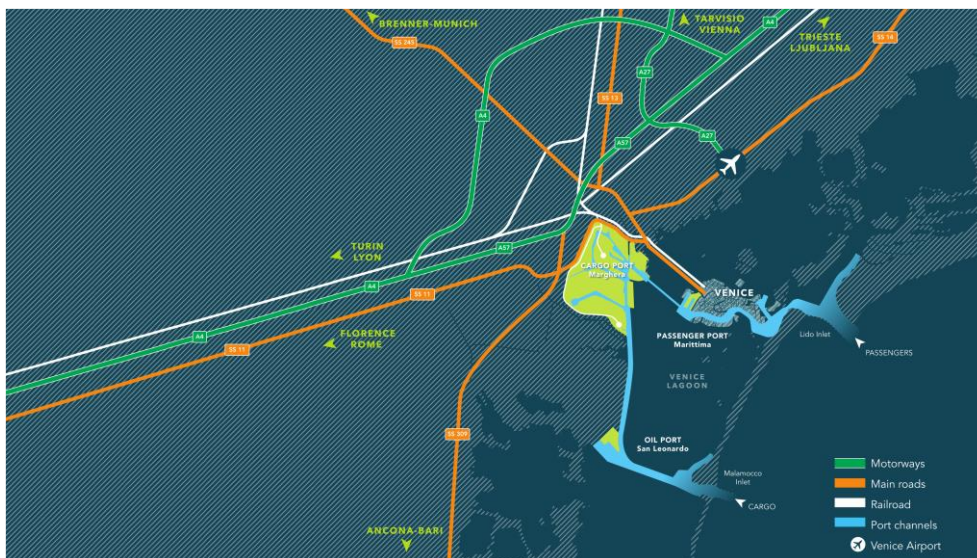 BRENNER-MUNICH
TARVISIO
VIENNA
TRIESTE
LJUBLJANA
A4
SS 14
SS 245
A27
A4
SS 13
A57
A27
TURIN
LYON
A57
CARGO PORT
Marghera
A4
SS 11
VENICE
A4
FLORENCE
ROME
SS 11
PASSENGER PORT
Marittima
Lido Inlet
PASSENGERS
VENICE
LAGOON
SS 309
OIL PORT
San Leonardo
Malamocco
Inlet
CARGO
ANCONA-BARI
Motorways
Main roads
Railroad
Port channels
Venice Airport